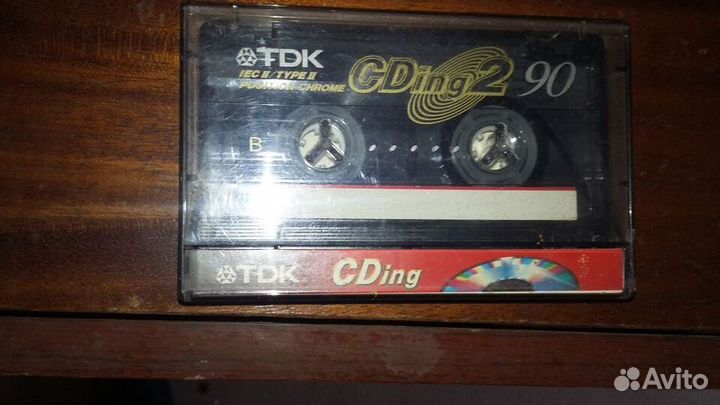 TDK
IEC II/TYPE II
POSITION CHROME
CDing2 90
B
TDK CDing
Avito